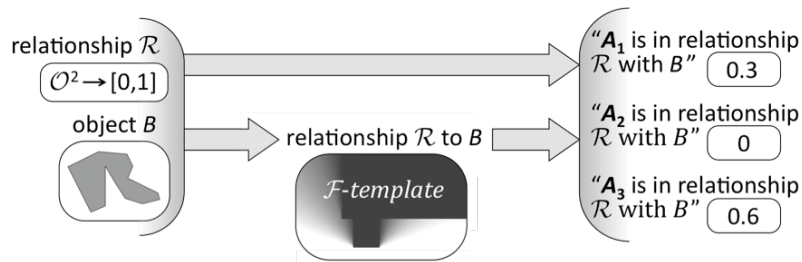 relationship ℛ
𝒪² → [0,1]
object B
relationship ℛ to B
ℱ-template
“A₁ is in relationship
ℛ with B” 0.3
“A₂ is in relationship
ℛ with B” 0
“A₃ is in relationship
ℛ with B” 0.6